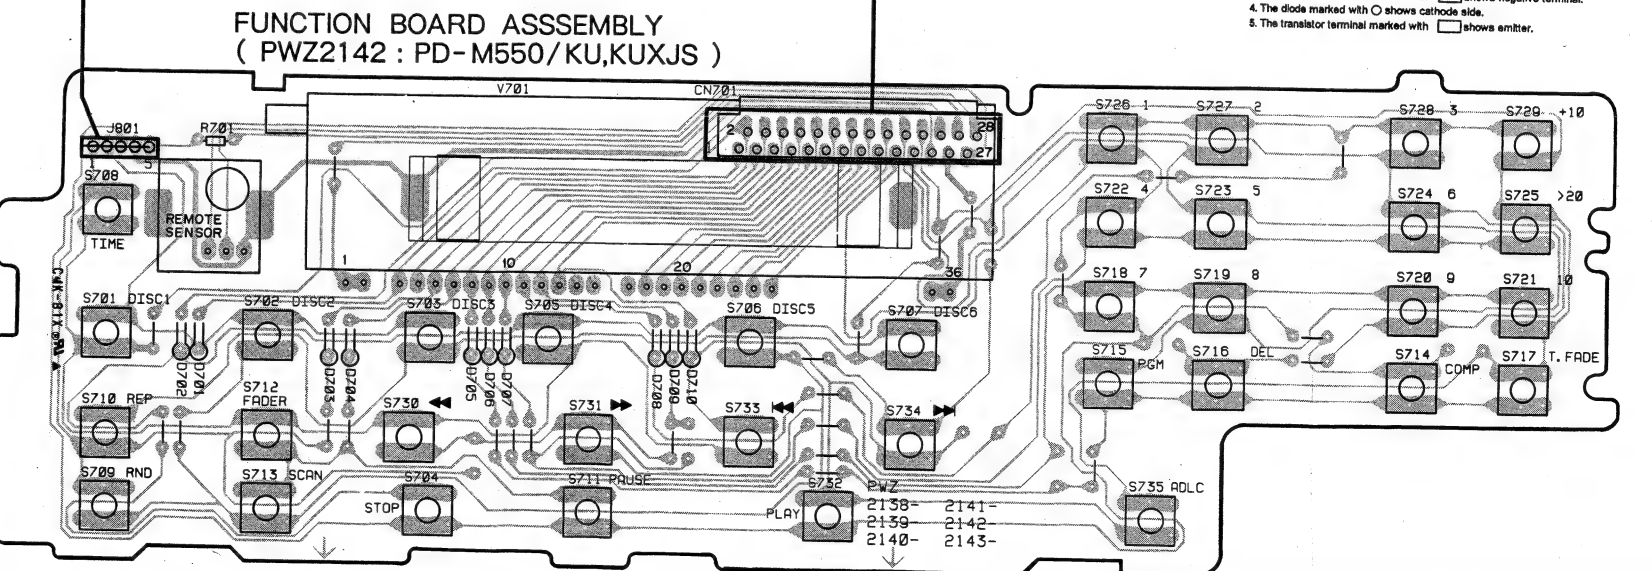 4. The diode marked with shows cathode side.
5. The transistor terminal marked with shows emitter.
FUNCTION BOARD ASSSEMBLY
( PWZ2142 : PD-M550/KU,KUXJS )
V701
CN701
J801
R701
2
28
27
1
5
S708
TIME
REMOTE
SENSOR
1
10
20
36
S726 1
S727 2
S728 3
S729 +10
S722 4
S723 5
S724 6
S725 >20
S718 7
S719 8
S720 9
S721 10
S715 PGM
S716 DEL
S714 COMP
S717 T.FADE
S701 DISC1
S702 DISC2
S703 DISC3
S705 DISC4
S706 DISC5
S707 DISC6
D702
D701
D703
D704
D705
D706
D707
D708
D709
D710
S710 REP
S712
FADER
S730
S731
S733
S734
S709 RND
S713 SCAN
S704
STOP
S711 PAUSE
S732
PLAY
PWZ
2138- 2141-
2139- 2142-
2140- 2143-
S735 ADLC